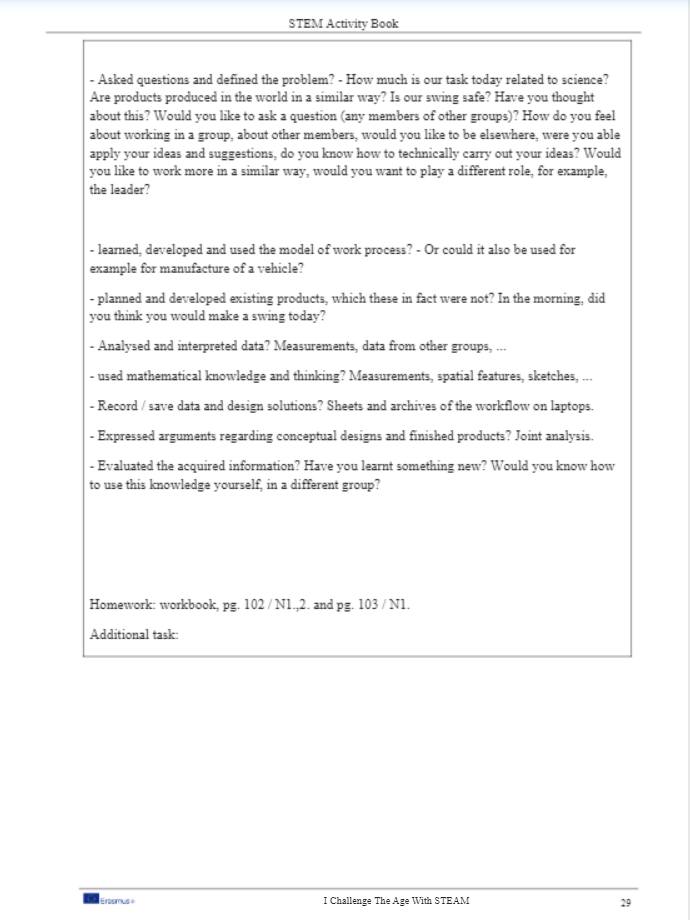 STEM Activity Book
- Asked questions and defined the problem? - How much is our task today related to science?
Are products produced in the world in a similar way? Is our swing safe? Have you thought
about this? Would you like to ask a question (any members of other groups)? How do you feel
about working in a group, about other members, would you like to be elsewhere, were you able
apply your ideas and suggestions, do you know how to technically carry out your ideas? Would
you like to work more in a similar way, would you want to play a different role, for example,
the leader?
- learned, developed and used the model of work process? - Or could it also be used for
example for manufacture of a vehicle?
- planned and developed existing products, which these in fact were not? In the morning, did
you think you would make a swing today?
- Analysed and interpreted data? Measurements, data from other groups, ...
- used mathematical knowledge and thinking? Measurements, spatial features, sketches, ...
- Record / save data and design solutions? Sheets and archives of the workflow on laptops.
- Expressed arguments regarding conceptual designs and finished products? Joint analysis.
- Evaluated the acquired information? Have you learnt something new? Would you know how
to use this knowledge yourself, in a different group?
Homework: workbook, pg. 102 / N1.,2. and pg. 103 / N1.
Additional task:
Erasmus+
I Challenge The Age With STEAM
29